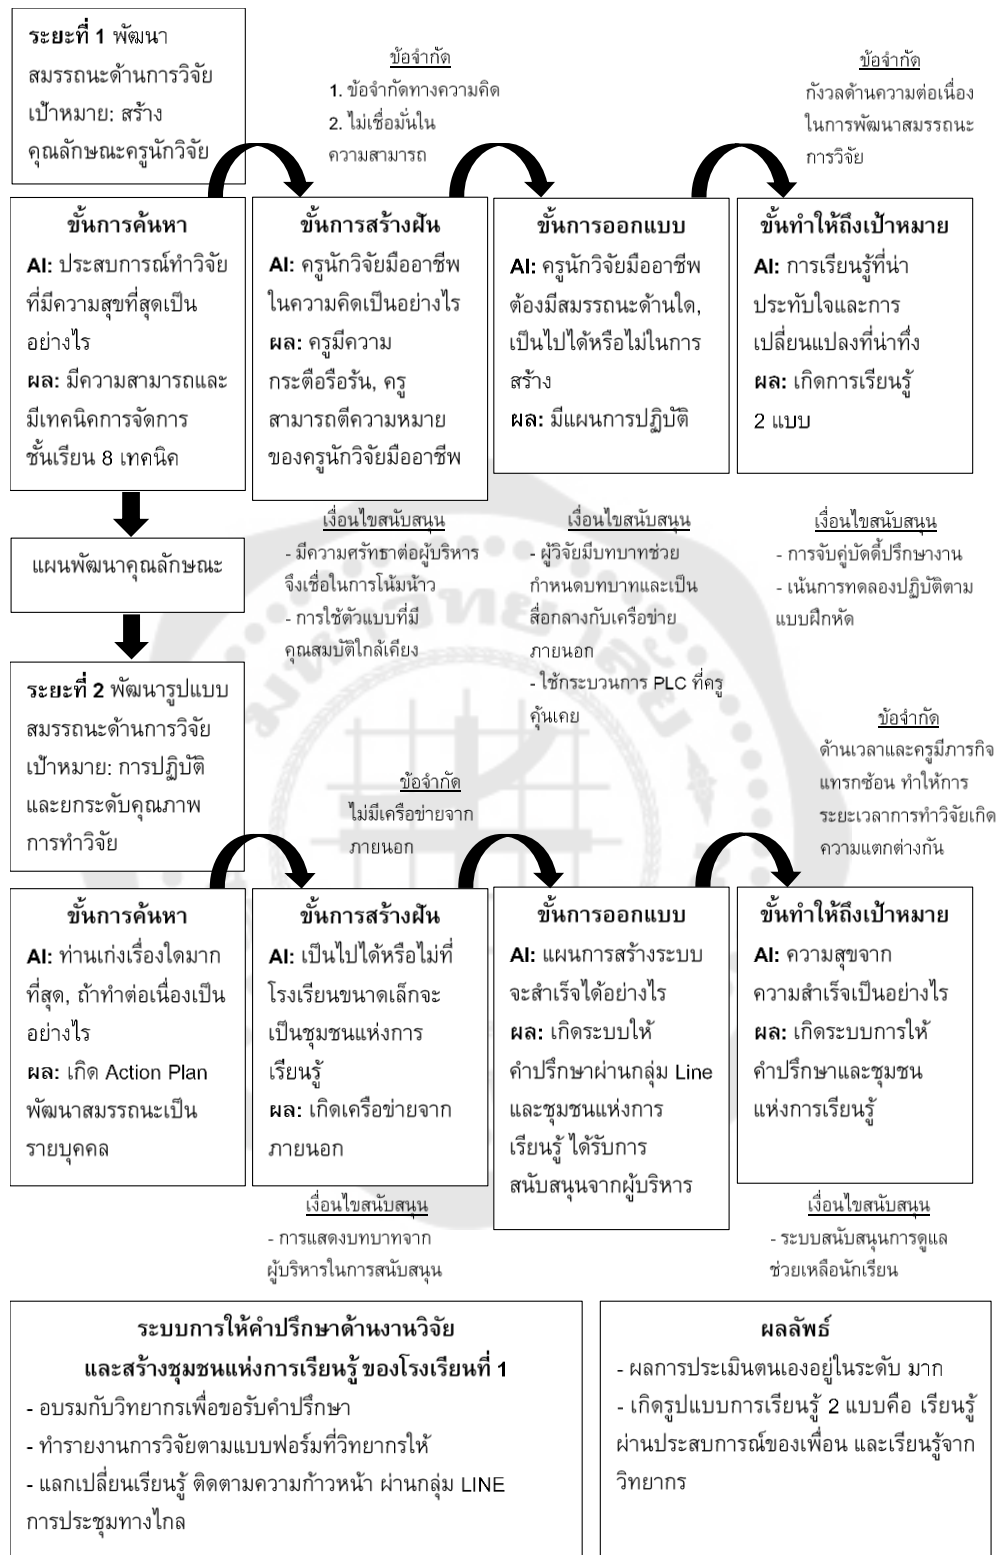 ระยะที่ 1 พัฒนา
สมรรถนะด้านการวิจัย
เป้าหมาย: สร้าง
คุณลักษณะครูนักวิจัย
ข้อจำกัด
1. ข้อจำกัดทางความคิด
2. ไม่เชื่อมั่นใน
ความสามารถ
ข้อจำกัด
กังวลด้านความต่อเนื่อง
ในการพัฒนาสมรรถนะ
การวิจัย
ขั้นการค้นหา
AI: ประสบการณ์ทำวิจัย
ที่มีความสุขที่สุดเป็น
อย่างไร
ผล: มีความสามารถและ
มีเทคนิคการจัดการ
ชั้นเรียน 8 เทคนิค
ขั้นการสร้างฝัน
AI: ครูนักวิจัยมืออาชีพ
ในความคิดเป็นอย่างไร
ผล: ครูมีความ
กระตือรือร้น, ครู
สามารถตีความหมาย
ของครูนักวิจัยมืออาชีพ
ขั้นการออกแบบ
AI: ครูนักวิจัยมืออาชีพ
ต้องมีสมรรถนะด้านใด,
เป็นไปได้หรือไม่ในการ
สร้าง
ผล: มีแผนการปฏิบัติ
ขั้นทำให้ถึงเป้าหมาย
AI: การเรียนรู้ที่น่า
ประทับใจและการ
เปลี่ยนแปลงที่น่าทึ่ง
ผล: เกิดการเรียนรู้
2 แบบ
แผนพัฒนาคุณลักษณะ
เงื่อนไขสนับสนุน
- มีความศรัทธาต่อผู้บริหาร
จึงเชื่อในการโน้มน้าว
- การใช้ตัวแบบที่มี
คุณสมบัติใกล้เคียง
เงื่อนไขสนับสนุน
- ผู้วิจัยมีบทบาทช่วย
กำหนดบทบาทและเป็น
สื่อกลางกับเครือข่าย
ภายนอก
- ใช้กระบวนการ PLC ที่ครู
คุ้นเคย
เงื่อนไขสนับสนุน
- การจับคู่บัดดี้ปรึกษางาน
- เน้นการทดลองปฏิบัติตาม
แบบฝึกหัด
มหาวิทยาลัย
ระยะที่ 2 พัฒนารูปแบบ
สมรรถนะด้านการวิจัย
เป้าหมาย: การปฏิบัติ
และยกระดับคุณภาพ
การทำวิจัย
ข้อจำกัด
ไม่มีเครือข่ายจาก
ภายนอก
ข้อจำกัด
ด้านเวลาและครูมีภารกิจ
แทรกซ้อน ทำให้การ
ระยะเวลาการทำวิจัยเกิด
ความแตกต่างกัน
ขั้นการค้นหา
AI: ท่านเก่งเรื่องใดมาก
ที่สุด, ถ้าทำต่อเนื่องเป็น
อย่างไร
ผล: เกิด Action Plan
พัฒนาสมรรถนะเป็น
รายบุคคล
ขั้นการสร้างฝัน
AI: เป็นไปได้หรือไม่ที่
โรงเรียนขนาดเล็กจะ
เป็นชุมชนแห่งการ
เรียนรู้
ผล: เกิดเครือข่ายจาก
ภายนอก
ขั้นการออกแบบ
AI: แผนการสร้างระบบ
จะสำเร็จได้อย่างไร
ผล: เกิดระบบให้
คำปรึกษาผ่านกลุ่ม Line
และชุมชนแห่งการ
เรียนรู้ ได้รับการ
สนับสนุนจากผู้บริหาร
ขั้นทำให้ถึงเป้าหมาย
AI: ความสุขจาก
ความสำเร็จเป็นอย่างไร
ผล: เกิดระบบการให้
คำปรึกษาและชุมชน
แห่งการเรียนรู้
เงื่อนไขสนับสนุน
- การแสดงบทบาทจาก
ผู้บริหารในการสนับสนุน
เงื่อนไขสนับสนุน
- ระบบสนับสนุนการดูแล
ช่วยเหลือนักเรียน
ระบบการให้คำปรึกษาด้านงานวิจัย
และสร้างชุมชนแห่งการเรียนรู้ ของโรงเรียนที่ 1
- อบรมกับวิทยากรเพื่อขอรับคำปรึกษา
- ทำรายงานการวิจัยตามแบบฟอร์มที่วิทยากรให้
- แลกเปลี่ยนเรียนรู้ ติดตามความก้าวหน้า ผ่านกลุ่ม LINE
การประชุมทางไกล
ผลลัพธ์
- ผลการประเมินตนเองอยู่ในระดับ มาก
- เกิดรูปแบบการเรียนรู้ 2 แบบคือ เรียนรู้
ผ่านประสบการณ์ของเพื่อน และเรียนรู้จาก
วิทยากร